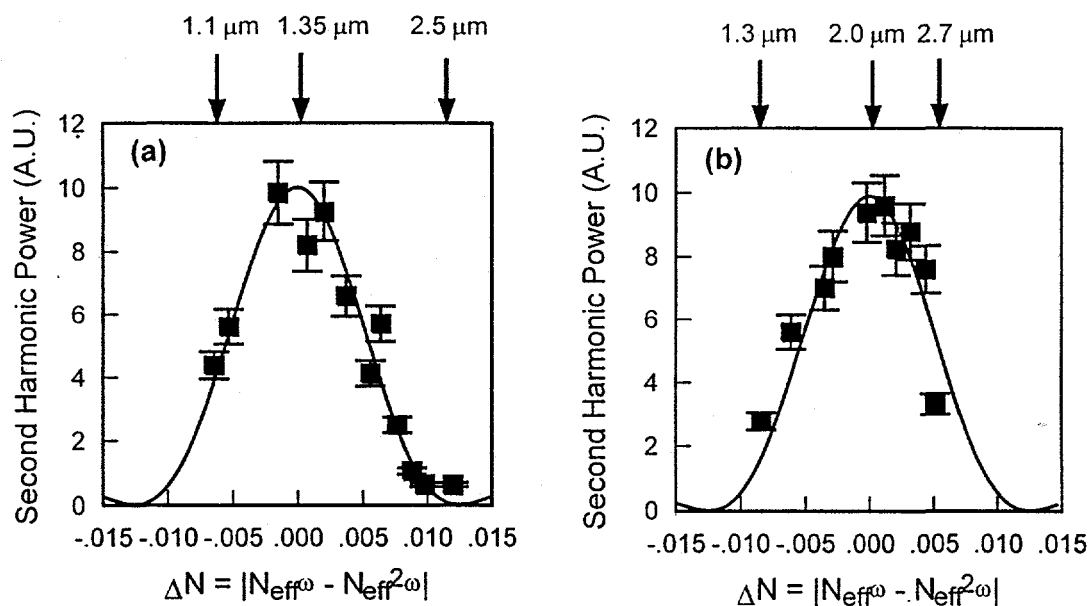 1.1 μm 1.35 μm 2.5 μm
(a)
Second Harmonic Power (A.U.)
12
10
8
6
4
2
0
-.015 -.010 -.005 .000 .005 .010 .015
ΔN = |Neffω - Neff2ω|
1.3 μm 2.0 μm 2.7 μm
(b)
Second Harmonic Power (A.U.)
12
10
8
6
4
2
0
-.015 -.010 -.005 .000 .005 .010 .015
ΔN = |Neffω - Neff2ω|